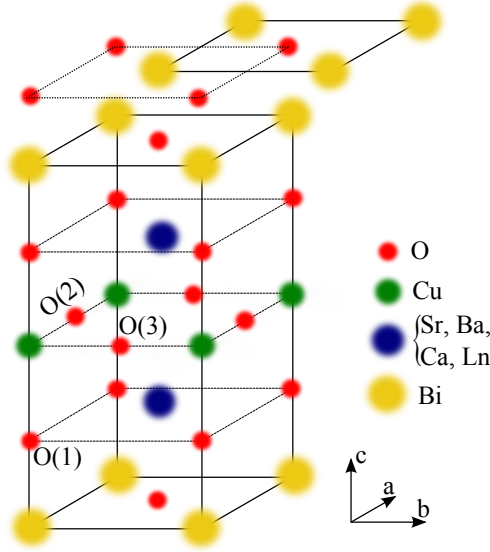 O(2)
O(3)
O(1)
O
Cu
Sr, Ba,
Ca, Ln
Bi
c
a
b